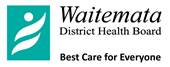 Waitemata
District Health Board
Best Care for Everyone